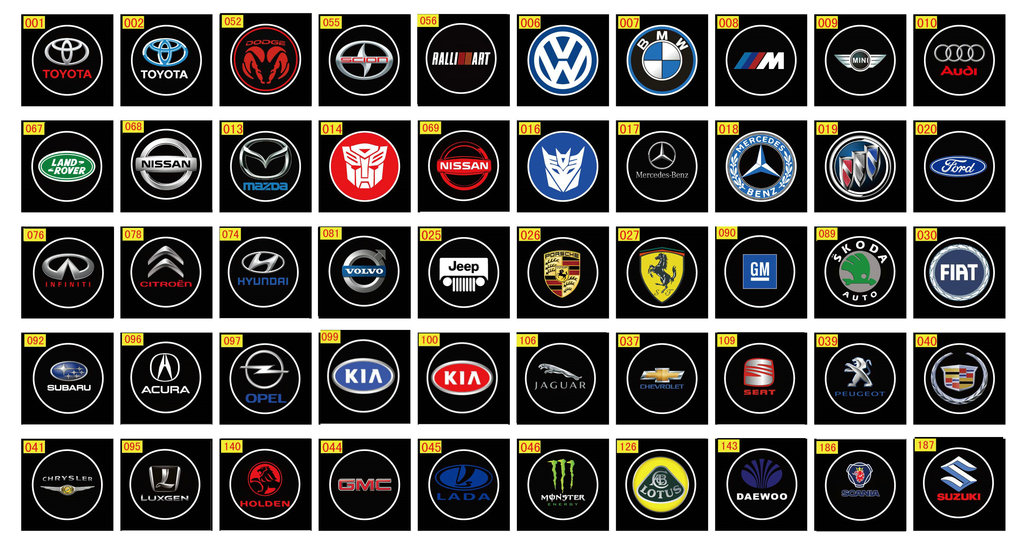 001 002 052 055 056 006 007 008 009 010
TOYOTA TOYOTA DODGE SCION RALLI ART VW BMW M MINI Audi
067 068 013 014 069 016 017 018 019 020
LAND-ROVER NISSAN mazda NISSAN Mercedes-Benz MERCEDES BENZ Ford
076 078 074 081 025 026 027 090 089 030
INFINITI CITROËN HYUNDAI VOLVO Jeep PORSCHE GM SKODA AUTO FIAT
092 096 097 099 100 106 037 109 039 040
SUBARU ACURA OPEL KIA KIA JAGUAR CHEVROLET SEAT PEUGEOT
041 095 140 044 045 046 126 143 186 187
CHRYSLER LUXGEN HOLDEN GMC LADA MONSTER ENERGY LOTUS DAEWOO SCANIA SUZUKI